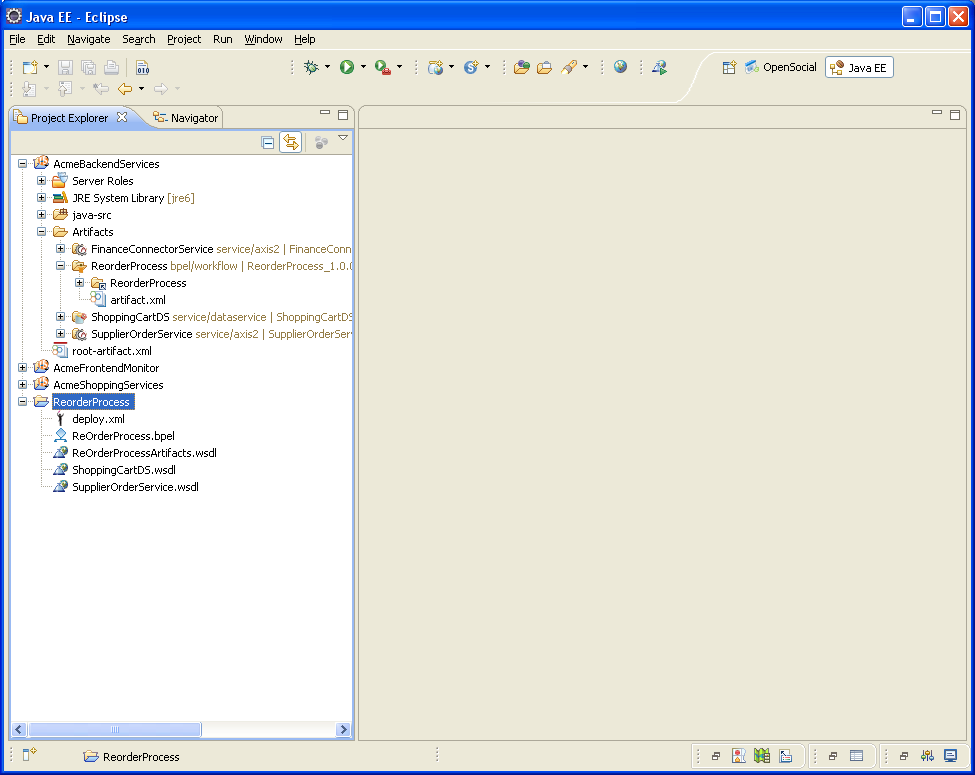 Java EE - Eclipse
File Edit Navigate Search Project Run Window Help
010
OpenSocial Java EE
Project Explorer Navigator
AcmeBackendServices
Server Roles
JRE System Library [jre6]
java-src
Artifacts
FinanceConnectorService service/axis2 | FinanceConn
ReorderProcess bpel/workflow | ReorderProcess_1.0.0
ReorderProcess
artifact.xml
ShoppingCartDS service/dataservice | ShoppingCartDS
SupplierOrderService service/axis2 | SupplierOrderSer
root-artifact.xml
AcmeFrontendMonitor
AcmeShoppingServices
ReorderProcess
deploy.xml
ReOrderProcess.bpel
ReOrderProcessArtifacts.wsdl
ShoppingCartDS.wsdl
SupplierOrderService.wsdl
ReorderProcess